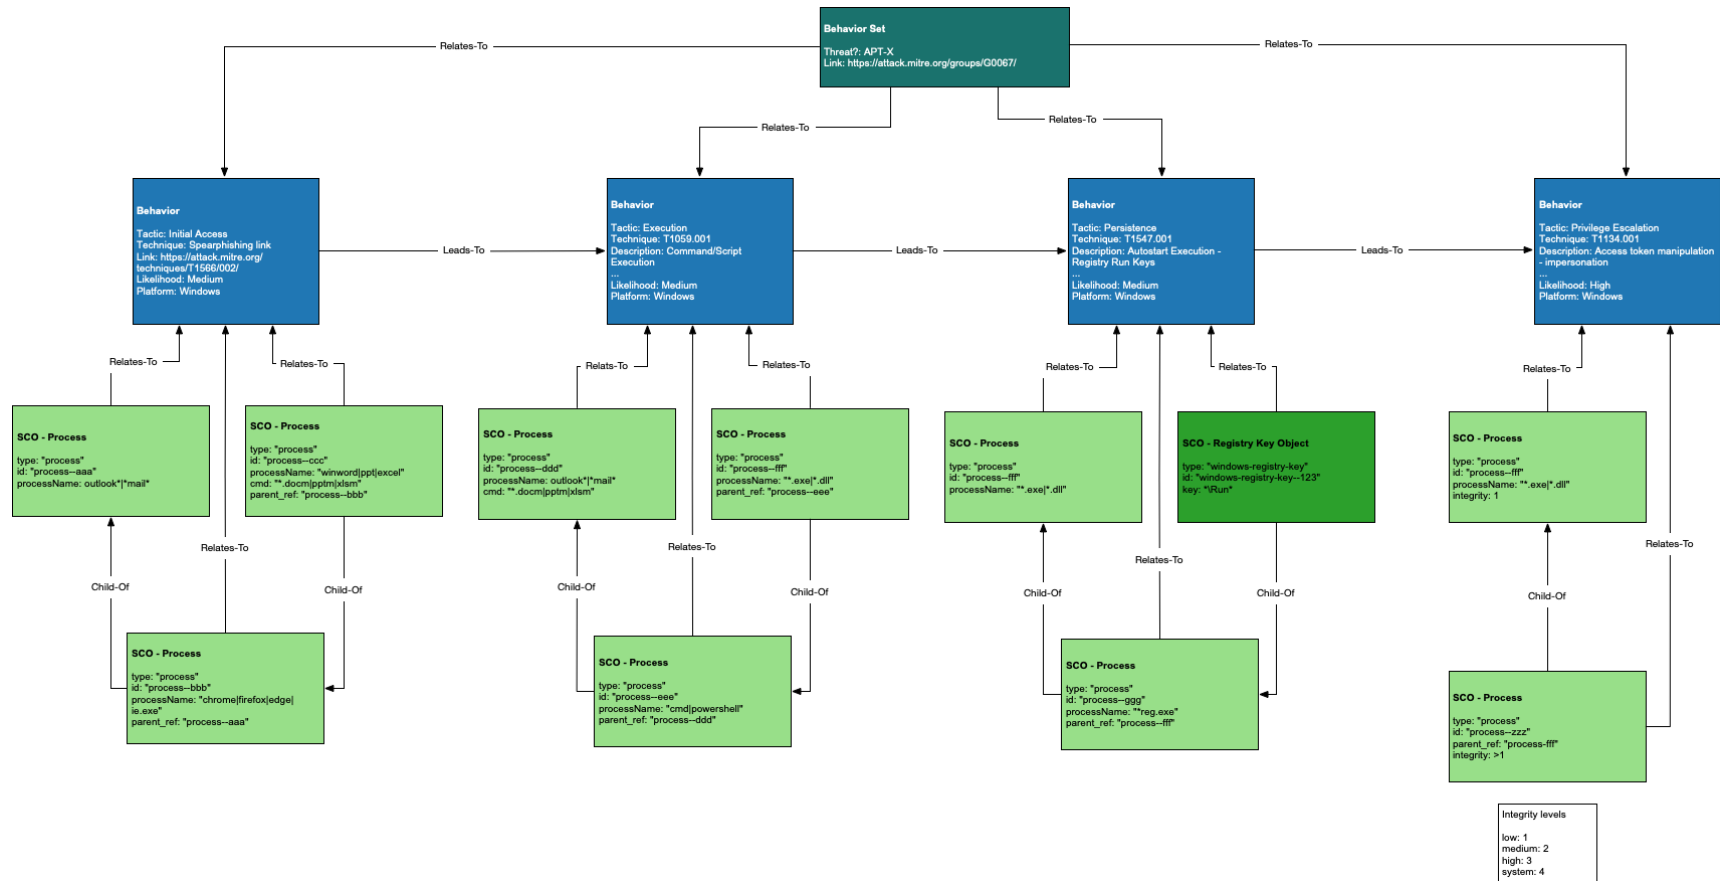 Behavior Set
Threat?: APT-X
Link: https://attack.mitre.org/groups/G0067/
Relates-To
Relates-To
Relates-To
Relates-To
Behavior
Tactic: Initial Access
Technique: Spearphishing link
Link: https://attack.mitre.org/
techniques/T1566/002/
Likelihood: Medium
Platform: Windows
Leads-To
Behavior
Tactic: Execution
Technique: T1059.001
Description: Command/Script
Execution
...
Likelihood: Medium
Platform: Windows
Leads-To
Behavior
Tactic: Persistence
Technique: T1547.001
Description: Autostart Execution -
Registry Run Keys
...
Likelihood: Medium
Platform: Windows
Leads-To
Behavior
Tactic: Privilege Escalation
Technique: T1134.001
Description: Access token manipulation
- impersonation
...
Likelihood: High
Platform: Windows
Relates-To
Relates-To
Relats-To
Relates-To
Relates-To
Relates-To
Relates-To
SCO - Process
type: "process"
id: "process--aaa"
processName: outlook*|*mail*
SCO - Process
type: "process"
id: "process--ccc"
processName: "winword|ppt|excel"
cmd: "*.docm|pptm|xlsm"
parent_ref: "process--bbb"
SCO - Process
type: "process"
id: "process--ddd"
processName: outlook*|*mail*
cmd: "*.docm|pptm|xlsm"
SCO - Process
type: "process"
id: "process--fff"
processName: "*.exe|*.dll"
parent_ref: "process--eee"
SCO - Process
type: "process"
id: "process--fff"
processName: "*.exe|*.dll"
SCO - Registry Key Object
type: "windows-registry-key"
id: "windows-registry-key--123"
key: "*\Run*
SCO - Process
type: "process"
id: "process--fff"
processName: "*.exe|*.dll"
integrity: 1
Relates-To
Relates-To
Relates-To
Relates-To
Child-Of
Child-Of
Child-Of
Child-Of
Child-Of
Child-Of
Child-Of
SCO - Process
type: "process"
id: "process--bbb"
processName: "chrome|firefox|edge|
ie.exe"
parent_ref: "process--aaa"
SCO - Process
type: "process"
id: "process--eee"
processName: "cmd|powershell"
parent_ref: "process--ddd"
SCO - Process
type: "process"
id: "process--ggg"
processName: "*reg.exe"
parent_ref: "process--fff"
SCO - Process
type: "process"
id: "process--zzz"
parent_ref: "process-fff"
integrity: >1
Integrity levels
low: 1
medium: 2
high: 3
system: 4